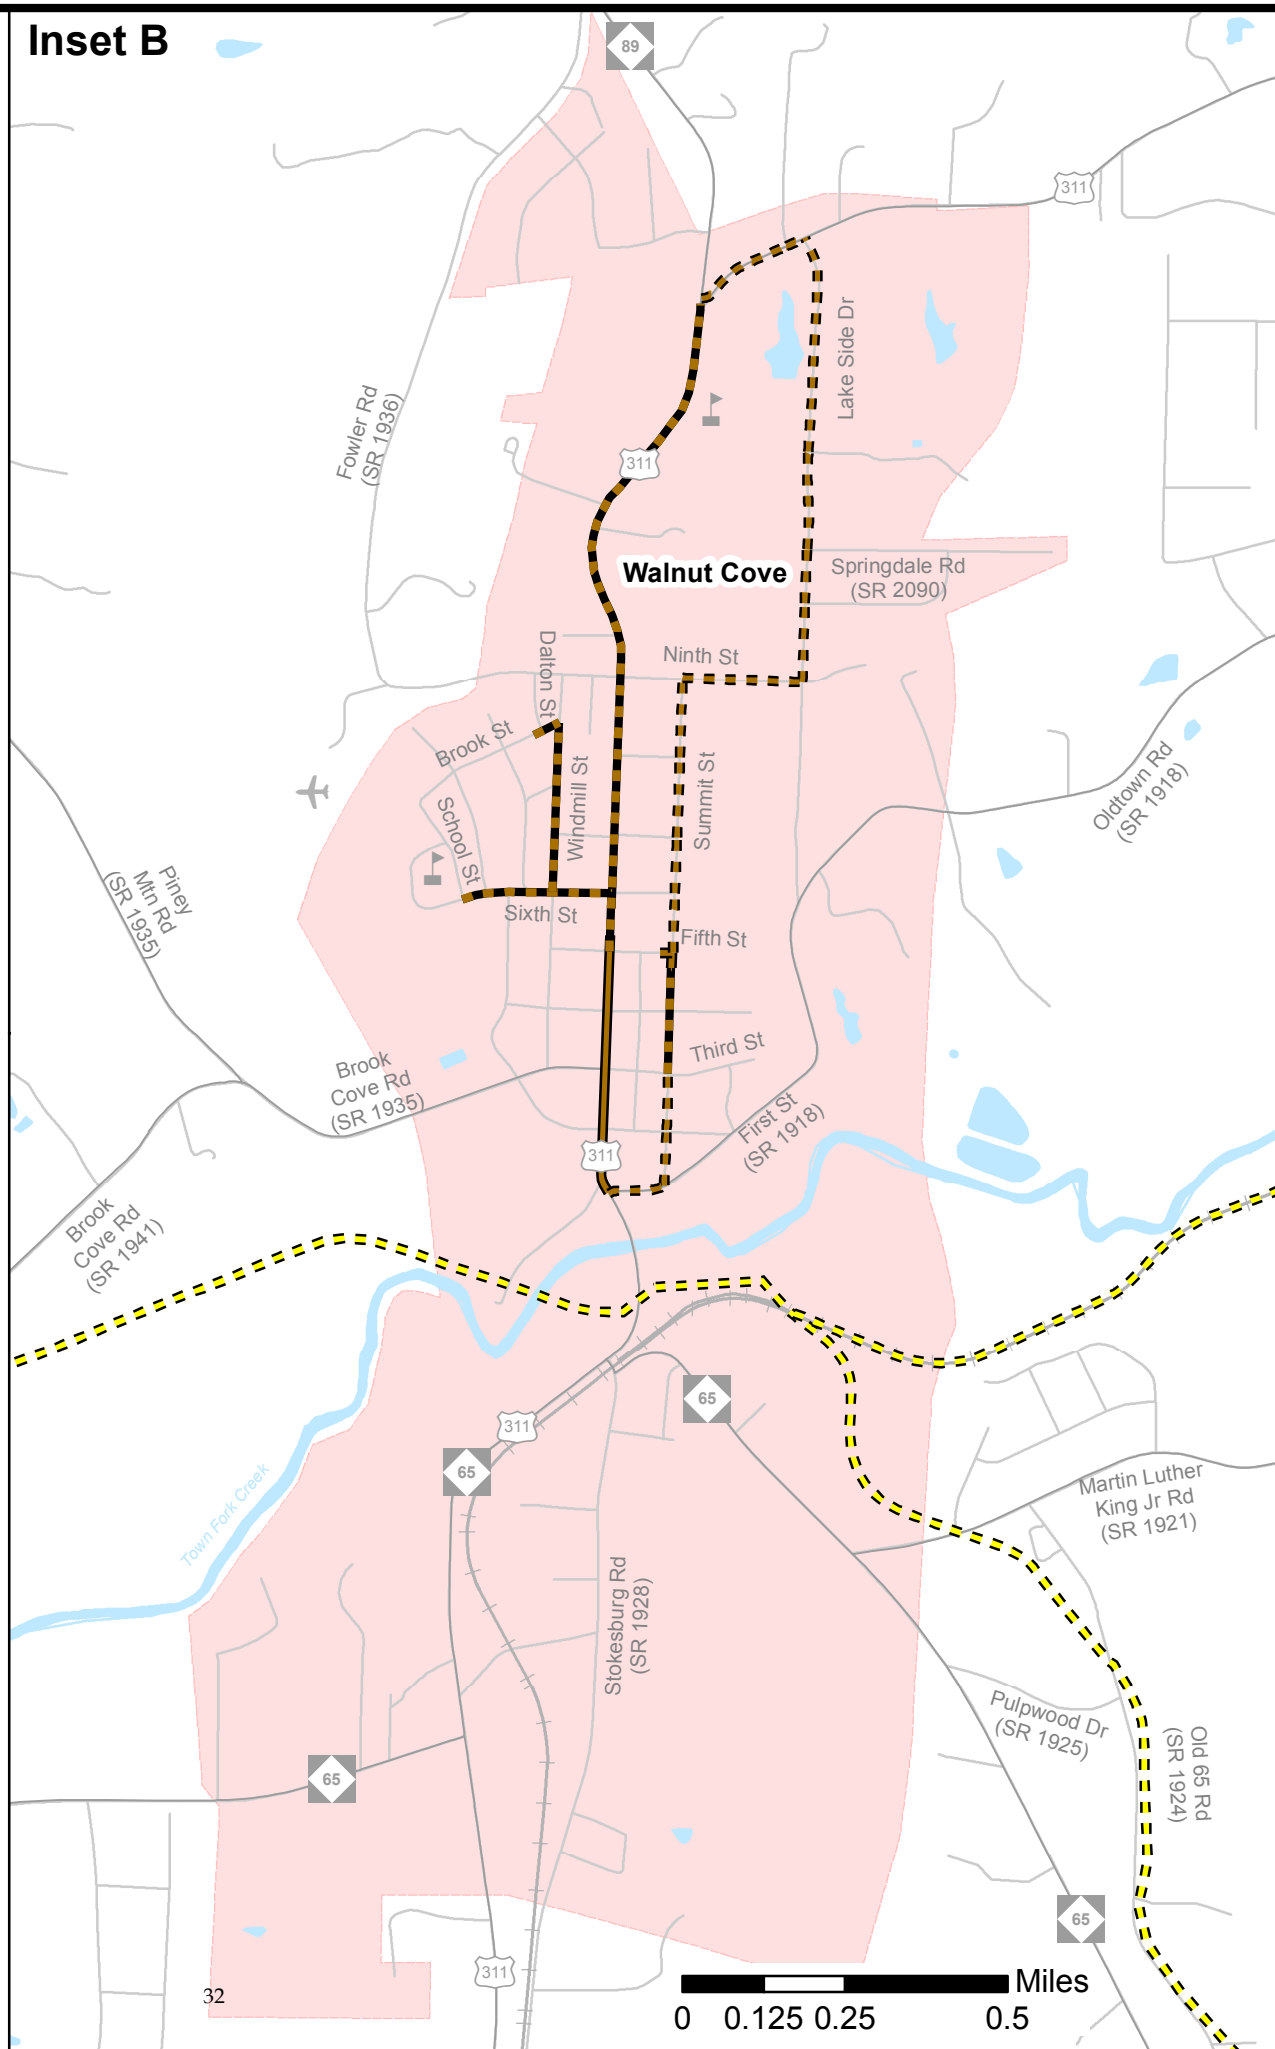 Inset B
89
311
Lake Side Dr
Fowler Rd
(SR 1936)
311
Walnut Cove
Springdale Rd
(SR 2090)
Ninth St
Dalton St
Brook St
Windmill St
Summit St
School St
Oldtown Rd
(SR 1918)
Piney
Mtn Rd
(SR 1935)
Sixth St
Fifth St
Third St
Brook
Cove Rd
(SR 1935)
First St
(SR 1918)
311
Brook
Cove Rd
(SR 1941)
65
311
65
Martin Luther
King Jr Rd
(SR 1921)
Town Fork Creek
Stokesburg Rd
(SR 1928)
Pulpwood Dr
(SR 1925)
Old 65 Rd
(SR 1924)
65
65
311
32
Miles
0 0.125 0.25 0.5